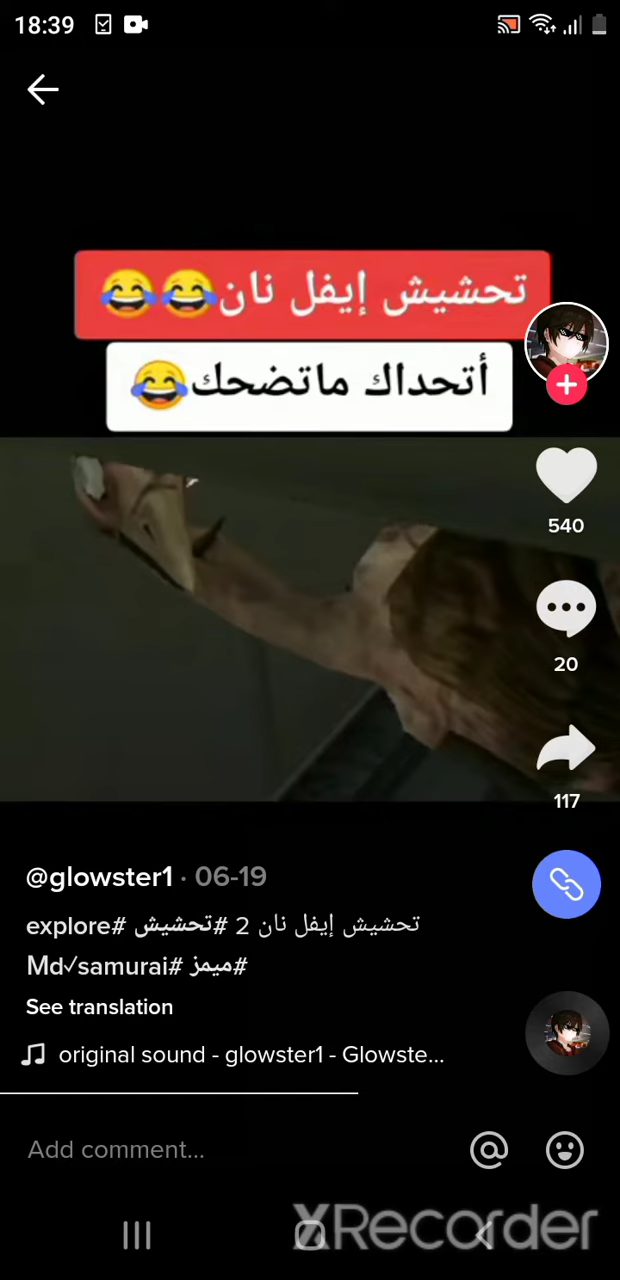 18:39
تحشيش إيفل نان😂😂
أتحداك ماتضحك😂
540
20
117
@glowster1 · 06-19
تحشيش إيفل نان 2 #تحشيش #explore
#ميمز #Md✓samurai
See translation
original sound - glowster1 - Glowste...
Add comment...
XRecorder